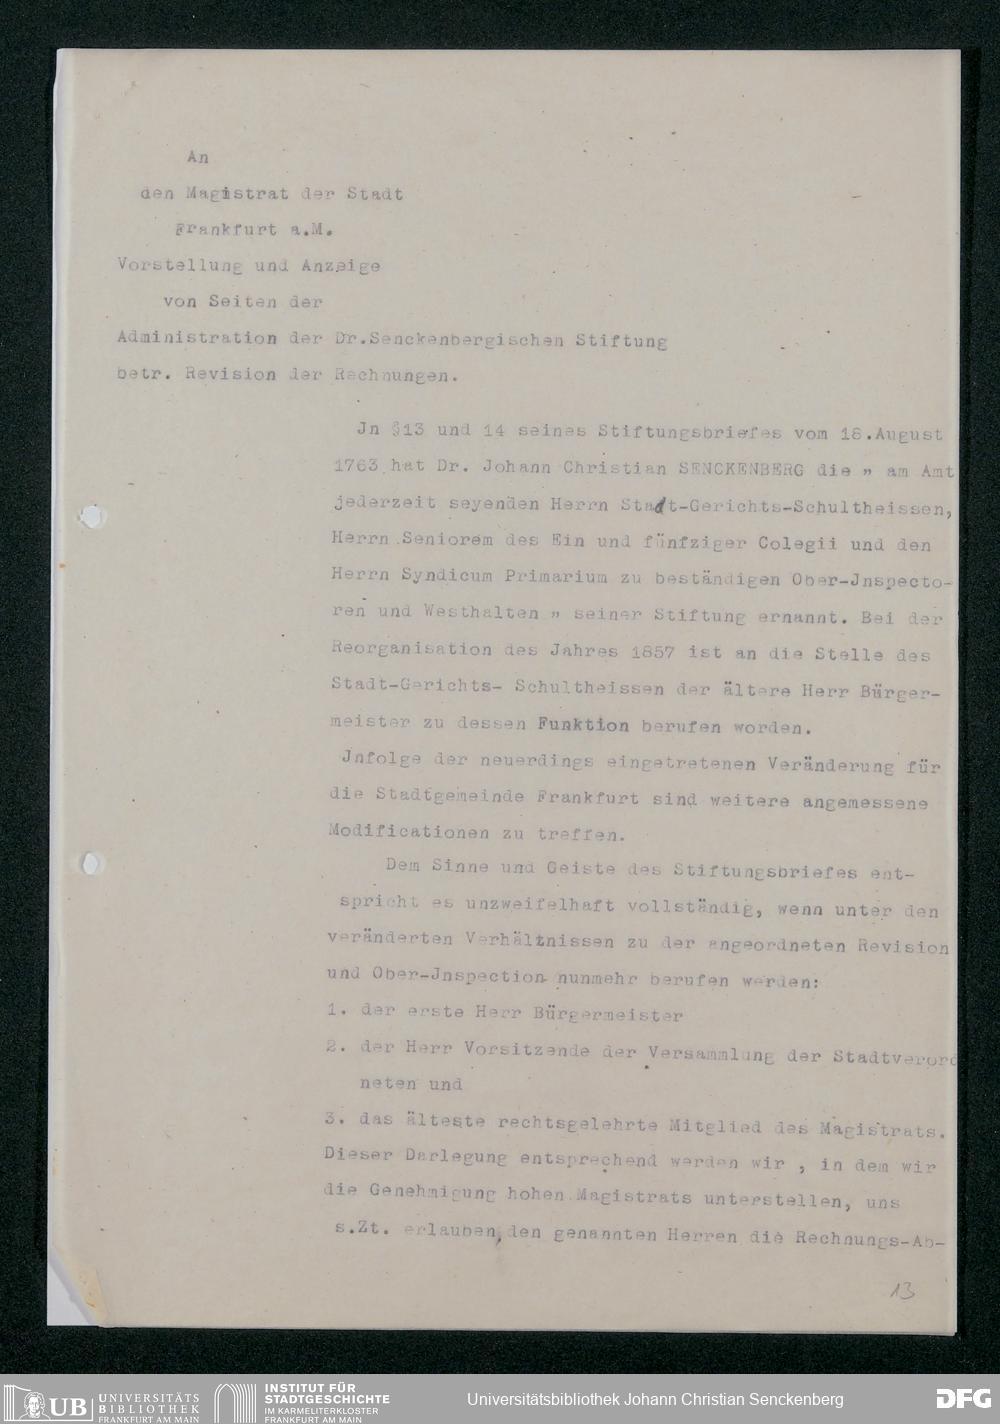 An
den Magistrat der Stadt
Frankfurt a.M.
Vorstellung und Anzeige
von Seiten der
Administration der Dr.Senckenbergischen Stiftung
betr. Revision der Rechnungen.
Jn §13 und 14 seines Stiftungsbriefes vom 18.August
1763 hat Dr. Johann Christian SENCKENBERG die „ am Amt
jederzeit seyenden Herrn Stadt-Gerichts-Schultheissen,
Herrn Seniorem des Ein und fünfziger Colegii und den
Herrn Syndicum Primarium zu beständigen Ober-Jnspecto-
ren und Westhalten „ seiner Stiftung ernannt. Bei der
Reorganisation des Jahres 1857 ist an die Stelle des
Stadt-Gerichts- Schultheissen der ältere Herr Bürger-
meister zu dessen Funktion berufen worden.
Jnfolge der neuerdings eingetretenen Veränderung für
die Stadtgemeinde Frankfurt sind weitere angemessene
Modificationen zu treffen.
Dem Sinne und Geiste des Stiftungsbriefes ent-
spricht es unzweifelhaft vollständig, wenn unter den
veränderten Verhältnissen zu der angeordneten Revision
und Ober-Jnspection nunmehr berufen werden:
1. der erste Herr Bürgermeister
2. der Herr Vorsitzende der Versammlung der Stadtverord
neten und
3. das älteste rechtsgelehrte Mitglied des Magistrats.
Dieser Darlegung entsprechend werden wir , in dem wir
die Genehmigung hohen Magistrats unterstellen, uns
s.Zt. erlauben, den genannten Herren die Rechnungs-Ab-
13
UB UNIVERSITÄTS
BIBLIOTHEK
FRANKFURT AM MAIN
INSTITUT FÜR
STADTGESCHICHTE
IM KARMELITERKLOSTER
FRANKFURT AM MAIN
Universitätsbibliothek Johann Christian Senckenberg
DFG